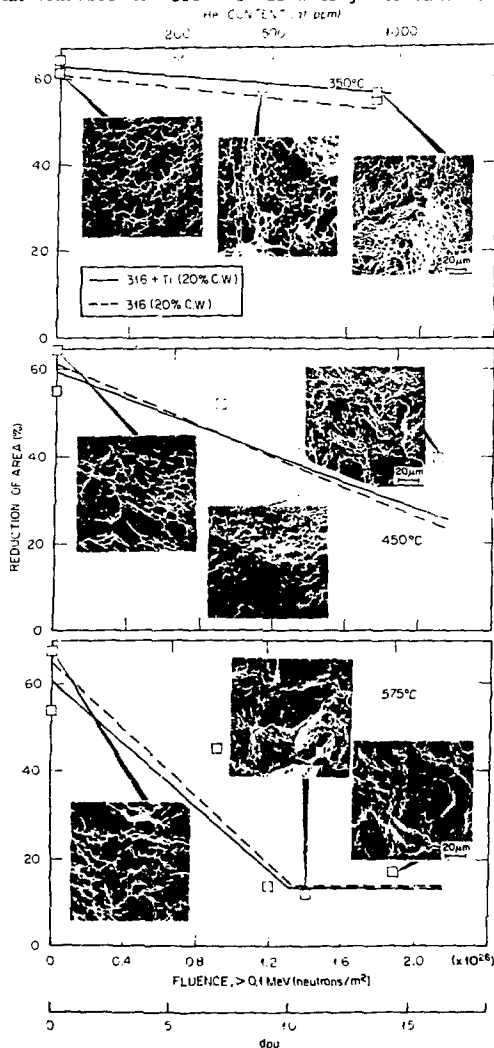 He CONTENT (at ppm)
200 500 1000
60
350°C
40
20
20μm
316 + Ti (20% C.W)
316 (20% C.W)
0
60
REDUCTION OF AREA (%)
40
20μm
20
450°C
0
60
575°C
40
20
20μm
0
0 0.4 0.8 1.2 1.6 2.0 (x10²⁶)
FLUENCE, > 0.1 MeV (neutrons/m²)
0 5 10 15
dpa